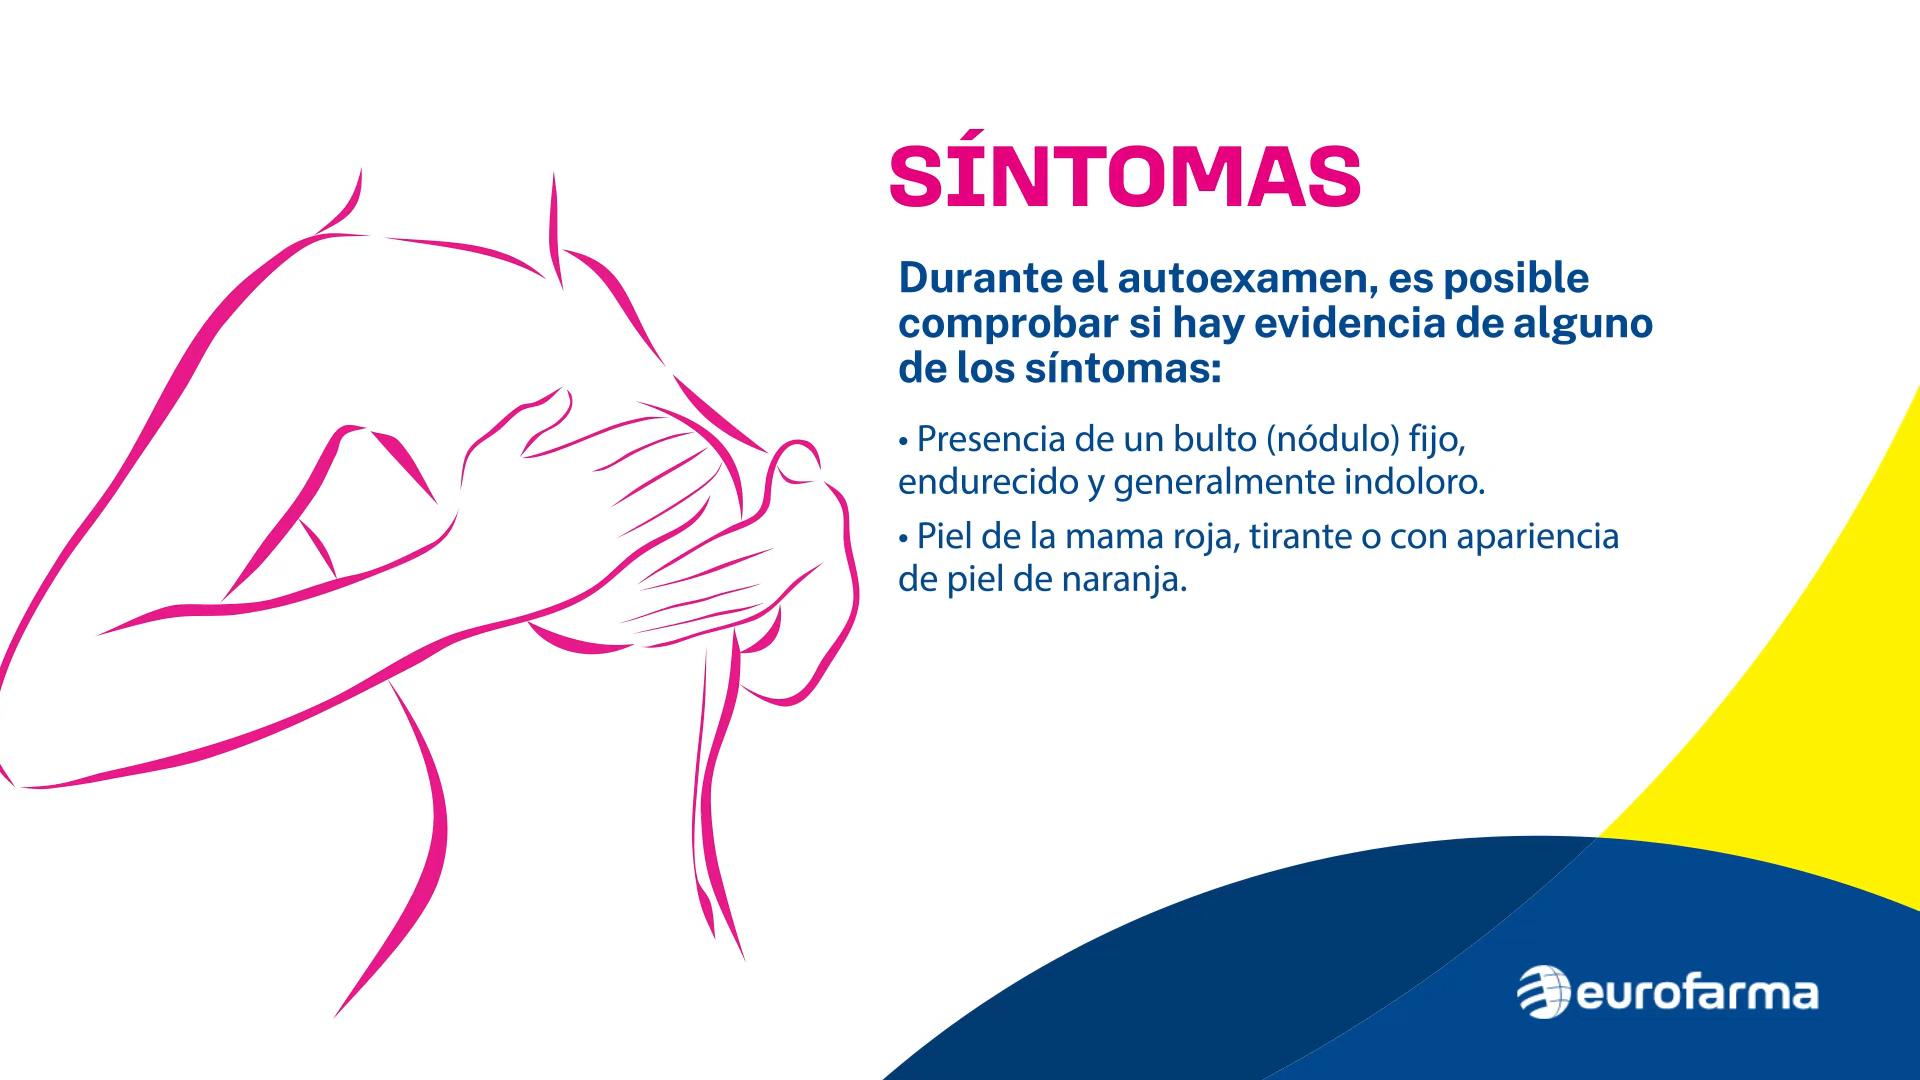 SÍNTOMAS
Durante el autoexamen, es posible
comprobar si hay evidencia de alguno
de los síntomas:
• Presencia de un bulto (nódulo) fijo,
endurecido y generalmente indoloro.
• Piel de la mama roja, tirante o con apariencia
de piel de naranja.
eurofarma